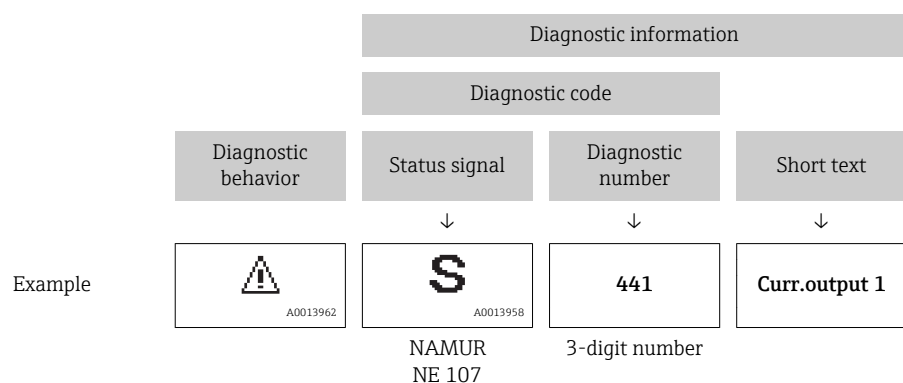 Diagnostic information
Diagnostic code
Diagnostic
behavior
Status signal
Diagnostic
number
Short text
↓ ↓ ↓
Example
A0013962
S
A0013958
441
Curr.output 1
NAMUR
NE 107
3-digit number